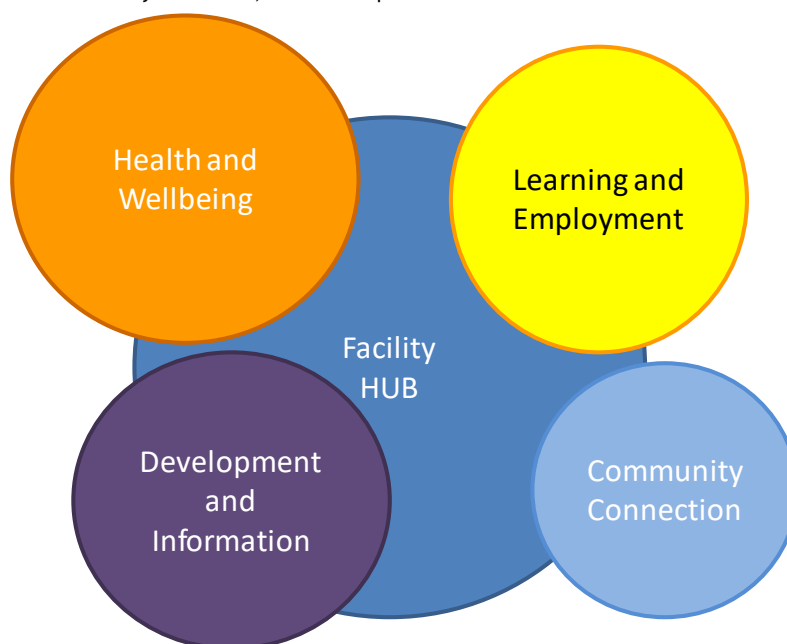 Health and
Wellbeing
Learning and
Employment
Facility
HUB
Development
and
Information
Community
Connection